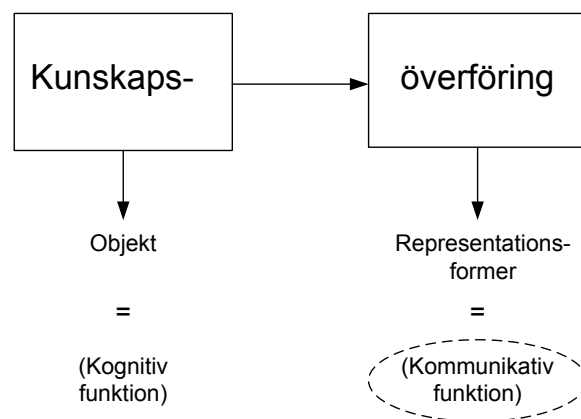 Kunskaps-
överföring
Objekt
Representations-
former
=
=
(Kognitiv
funktion)
(Kommunikativ
funktion)